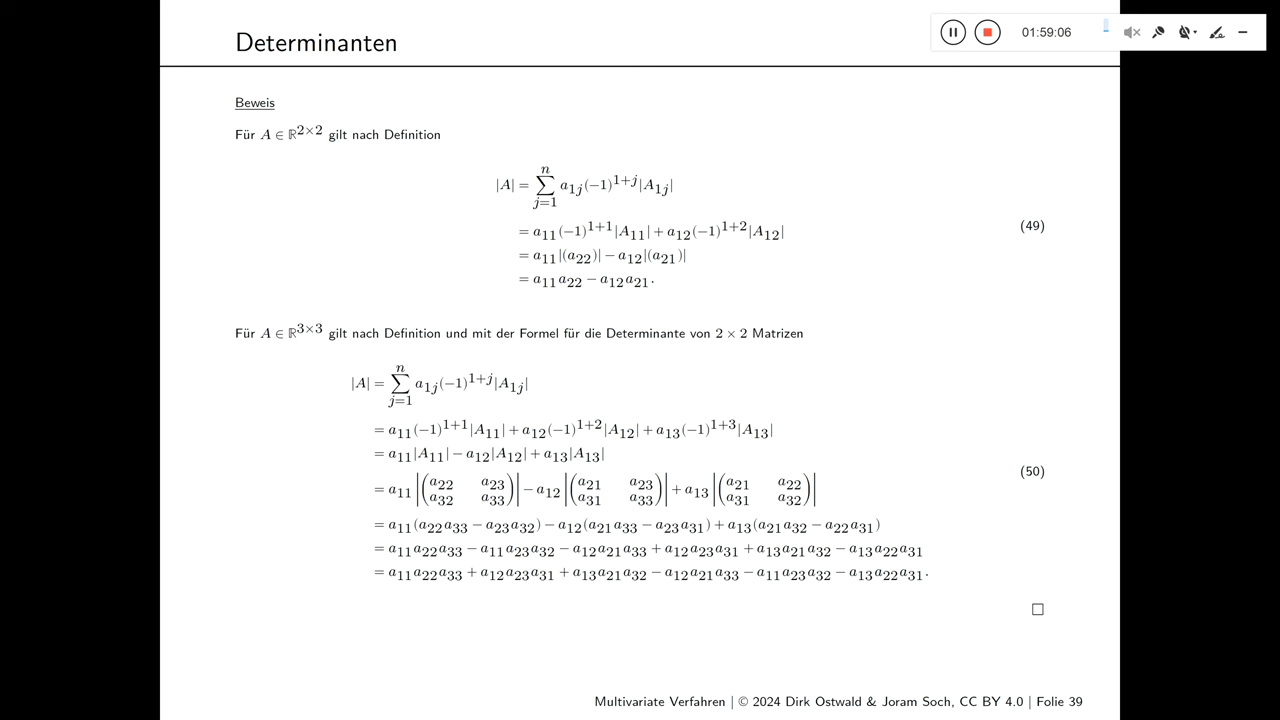 Determinanten
01:59:06
Beweis
Für A ∈ ℝ^{2×2} gilt nach Definition
|A| = ∑_{j=1}^{n} a_{1j}(−1)^{1+j}|A_{1j}|
= a_{11}(−1)^{1+1}|A_{11}| + a_{12}(−1)^{1+2}|A_{12}|
(49)
= a_{11}|(a_{22})| − a_{12}|(a_{21})|
= a_{11}a_{22} − a_{12}a_{21}.
Für A ∈ ℝ^{3×3} gilt nach Definition und mit der Formel für die Determinante von 2 × 2 Matrizen
|A| = ∑_{j=1}^{n} a_{1j}(−1)^{1+j}|A_{1j}|
= a_{11}(−1)^{1+1}|A_{11}| + a_{12}(−1)^{1+2}|A_{12}| + a_{13}(−1)^{1+3}|A_{13}|
= a_{11}|A_{11}| − a_{12}|A_{12}| + a_{13}|A_{13}|
(50)
= a_{11} |(a_{22} a_{23}; a_{32} a_{33})| − a_{12} |(a_{21} a_{23}; a_{31} a_{33})| + a_{13} |(a_{21} a_{22}; a_{31} a_{32})|
= a_{11}(a_{22}a_{33} − a_{23}a_{32}) − a_{12}(a_{21}a_{33} − a_{23}a_{31}) + a_{13}(a_{21}a_{32} − a_{22}a_{31})
= a_{11}a_{22}a_{33} − a_{11}a_{23}a_{32} − a_{12}a_{21}a_{33} + a_{12}a_{23}a_{31} + a_{13}a_{21}a_{32} − a_{13}a_{22}a_{31}
= a_{11}a_{22}a_{33} + a_{12}a_{23}a_{31} + a_{13}a_{21}a_{32} − a_{12}a_{21}a_{33} − a_{11}a_{23}a_{32} − a_{13}a_{22}a_{31}.
□
Multivariate Verfahren | © 2024 Dirk Ostwald & Joram Soch, CC BY 4.0 | Folie 39